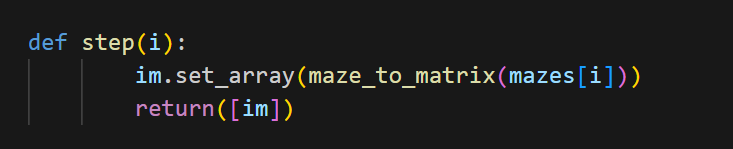 def step(i):
        im.set_array(maze_to_matrix(mazes[i]))
        return([im])